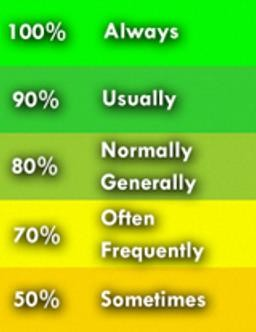 100% Always
90% Usually
80% Normally
Generally
70% Often
Frequently
50% Sometimes